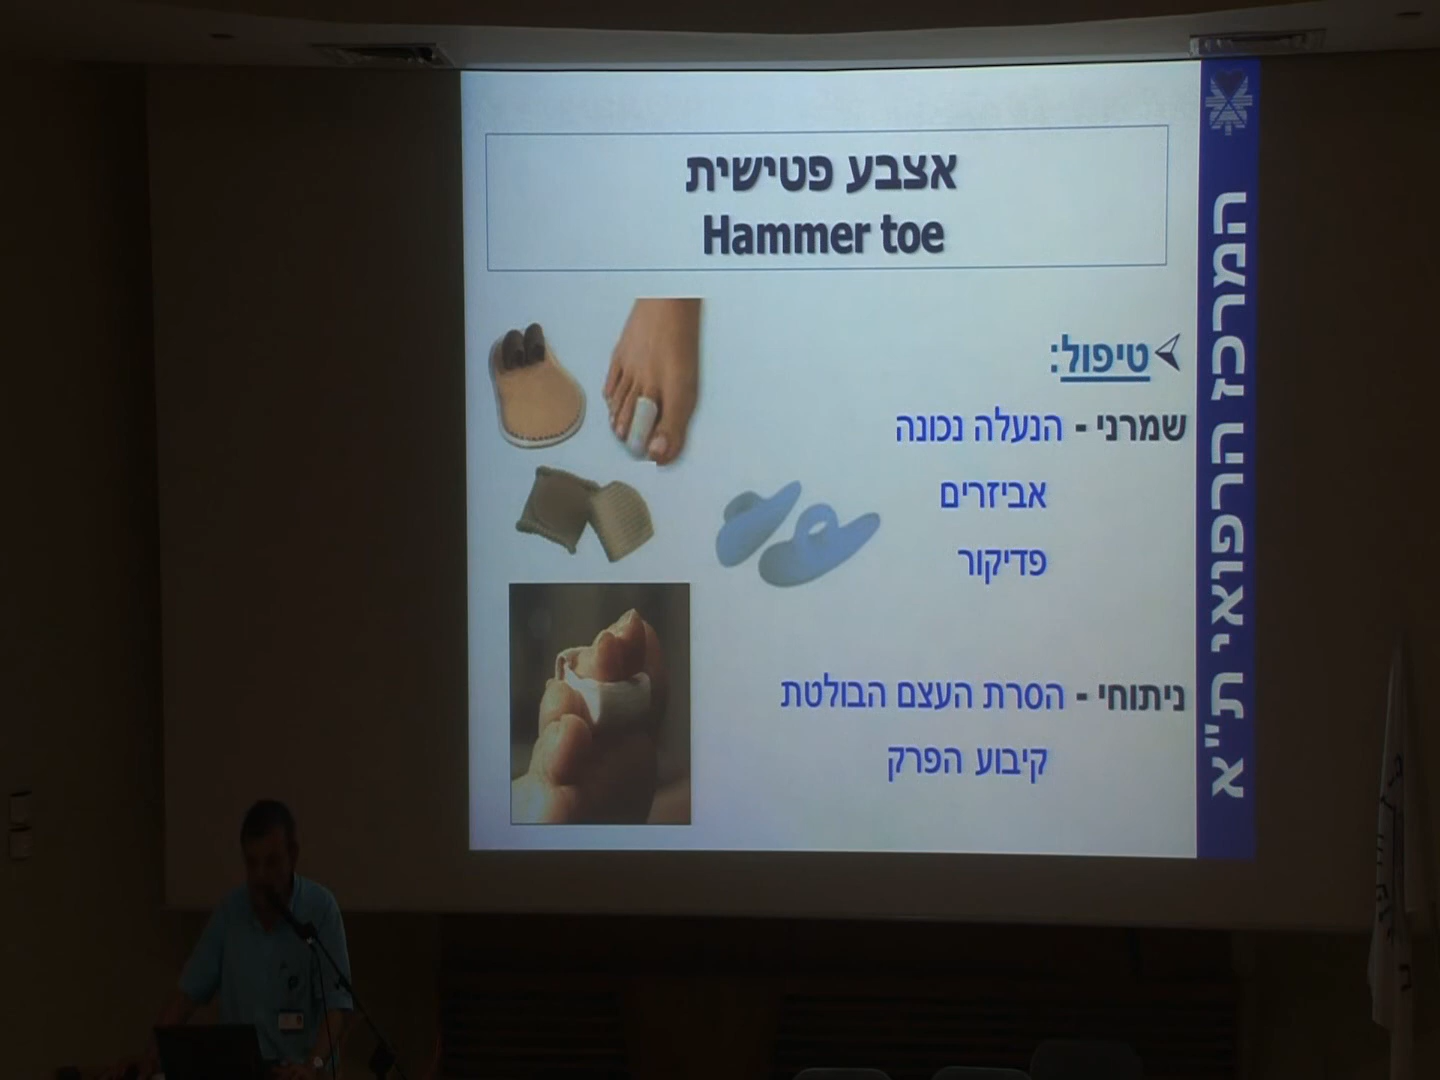 אצבע פטישית
Hammer toe
טיפול:
שמרני - הנעלה נכונה
אביזרים
פדיקור
ניתוחי - הסרת העצם הבולטת
קיבוע הפרק
המרכז הרפואי ת"א